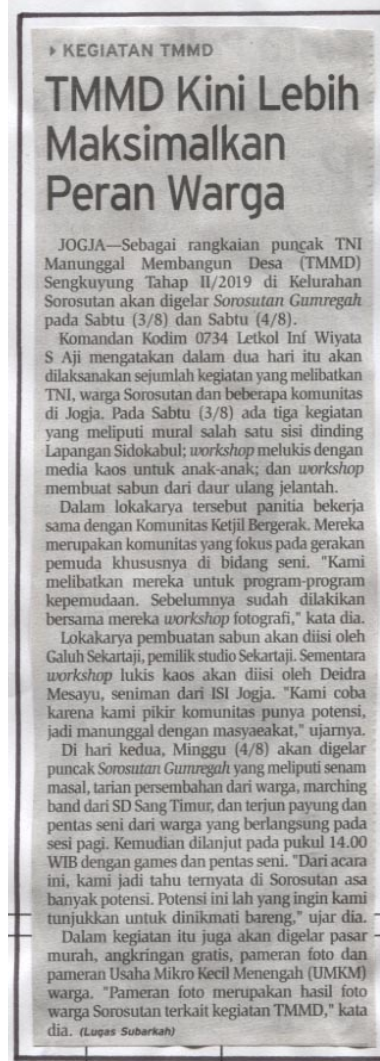 KEGIATAN TMMD
TMMD Kini Lebih
Maksimalkan
Peran Warga
JOGJA—Sebagai rangkaian puncak TNI
Manunggal Membangun Desa (TMMD)
Sengkuyung Tahap II/2019 di Kelurahan
Sorosutan akan digelar Sorosutan Gumregah
pada Sabtu (3/8) dan Sabtu (4/8).
Komandan Kodim 0734 Letkol Inf Wiyata
S Aji mengatakan dalam dua hari itu akan
dilaksanakan sejumlah kegiatan yang melibatkan
TNI, warga Sorosutan dan beberapa komunitas
di Jogja. Pada Sabtu (3/8) ada tiga kegiatan
yang meliputi mural salah satu sisi dinding
Lapangan Sidokabul; workshop melukis dengan
media kaos untuk anak-anak; dan workshop
membuat sabun dari daur ulang jelantah.
Dalam lokakarya tersebut panitia bekerja
sama dengan Komunitas Ketjil Bergerak. Mereka
merupakan komunitas yang fokus pada gerakan
pemuda khususnya di bidang seni. "Kami
melibatkan mereka untuk program-program
kepemudaan. Sebelumnya sudah dilakikan
bersama mereka workshop fotografi," kata dia.
Lokakarya pembuatan sabun akan diisi oleh
Galuh Sekartaji, pemilik studio Sekartaji. Sementara
workshop lukis kaos akan diisi oleh Deidra
Mesayu, seniman dari ISI Jogja. "Kami coba
karena kami pikir komunitas punya potensi,
jadi manunggal dengan masyaeakat," ujarnya.
Di hari kedua, Minggu (4/8) akan digelar
puncak Sorosutan Gumregah yang meliputi senam
masal, tarian persembahan dari warga, marching
band dari SD Sang Timur, dan terjun payung dan
pentas seni dari warga yang berlangsung pada
sesi pagi. Kemudian dilanjut pada pukul 14.00
WIB dengan games dan pentas seni. "Dari acara
ini, kami jadi tahu ternyata di Sorosutan asa
banyak potensi. Potensi ini lah yang ingin kami
tunjukkan untuk dinikmati bareng," ujar dia.
Dalam kegiatan itu juga akan digelar pasar
murah, angkringan gratis, pameran foto dan
pameran Usaha Mikro Kecil Menengah (UMKM)
warga. "Pameran foto merupakan hasil foto
warga Sorosutan terkait kegiatan TMMD," kata
dia. (Lugas Subarkah)